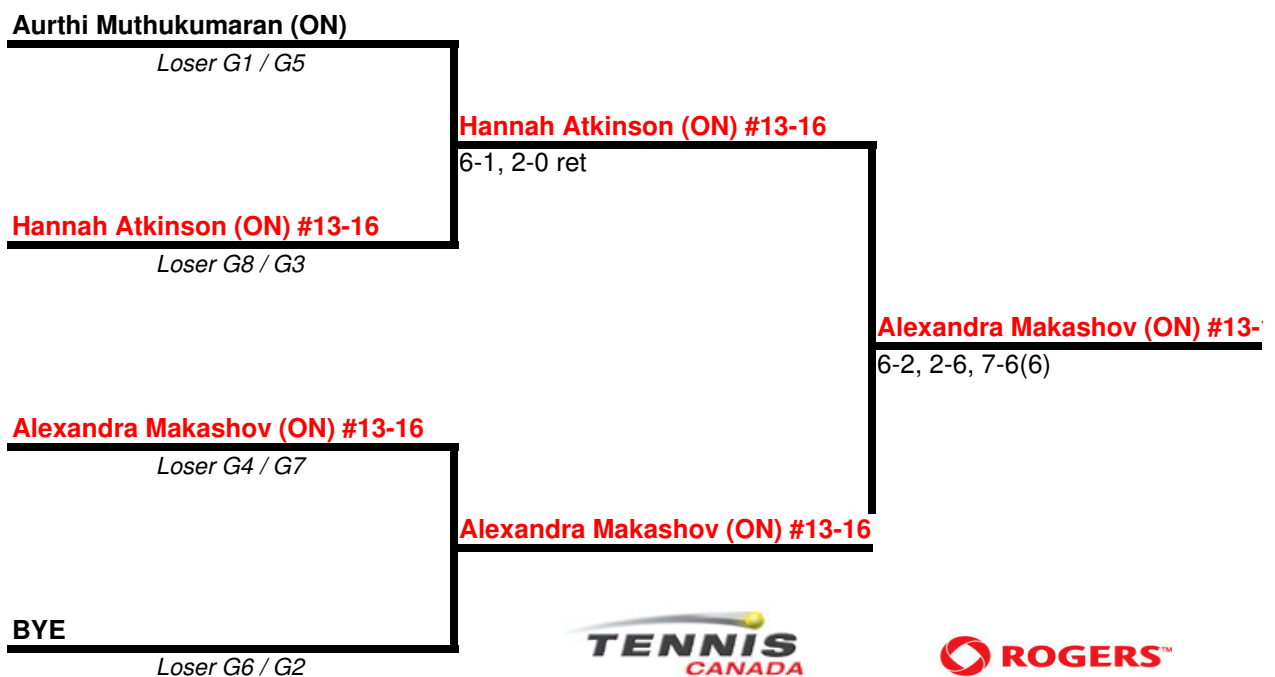 Aurthi Muthukumaran (ON)
Loser G1 / G5
Hannah Atkinson (ON) #13-16
6-1, 2-0 ret
Hannah Atkinson (ON) #13-16
Loser G8 / G3
Alexandra Makashov (ON) #13-
6-2, 2-6, 7-6(6)
Alexandra Makashov (ON) #13-16
Loser G4 / G7
Alexandra Makashov (ON) #13-16
BYE
Loser G6 / G2
TENNIS
CANADA
ROGERS™